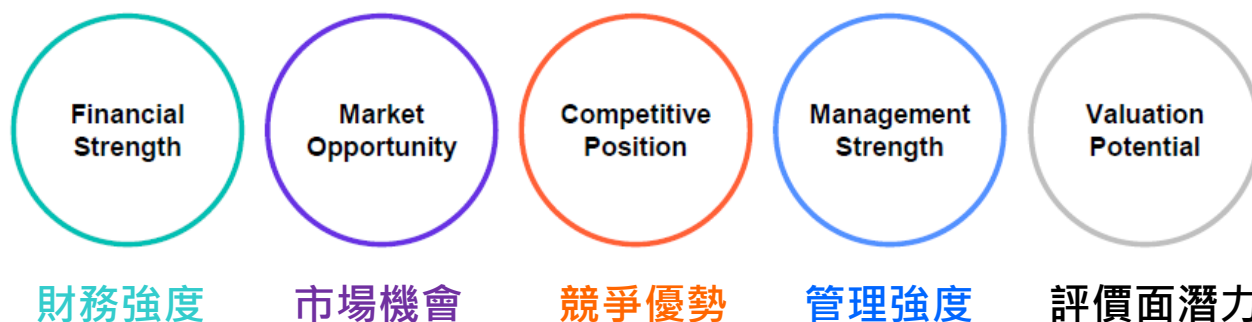 Financial
Strength
Market
Opportunity
Competitive
Position
Management
Strength
Valuation
Potential
財務強度
市場機會
競爭優勢
管理強度
評價面潛力